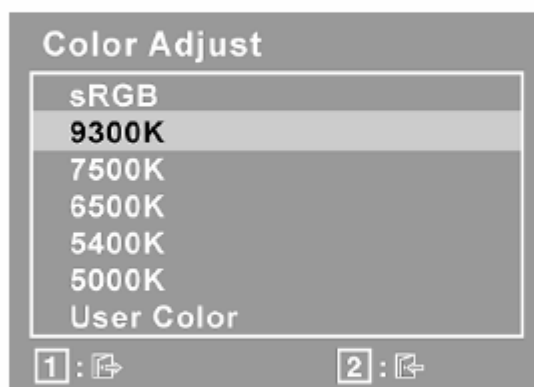 Color Adjust
sRGB
9300K
7500K
6500K
5400K
5000K
User Color
1 : 2 :